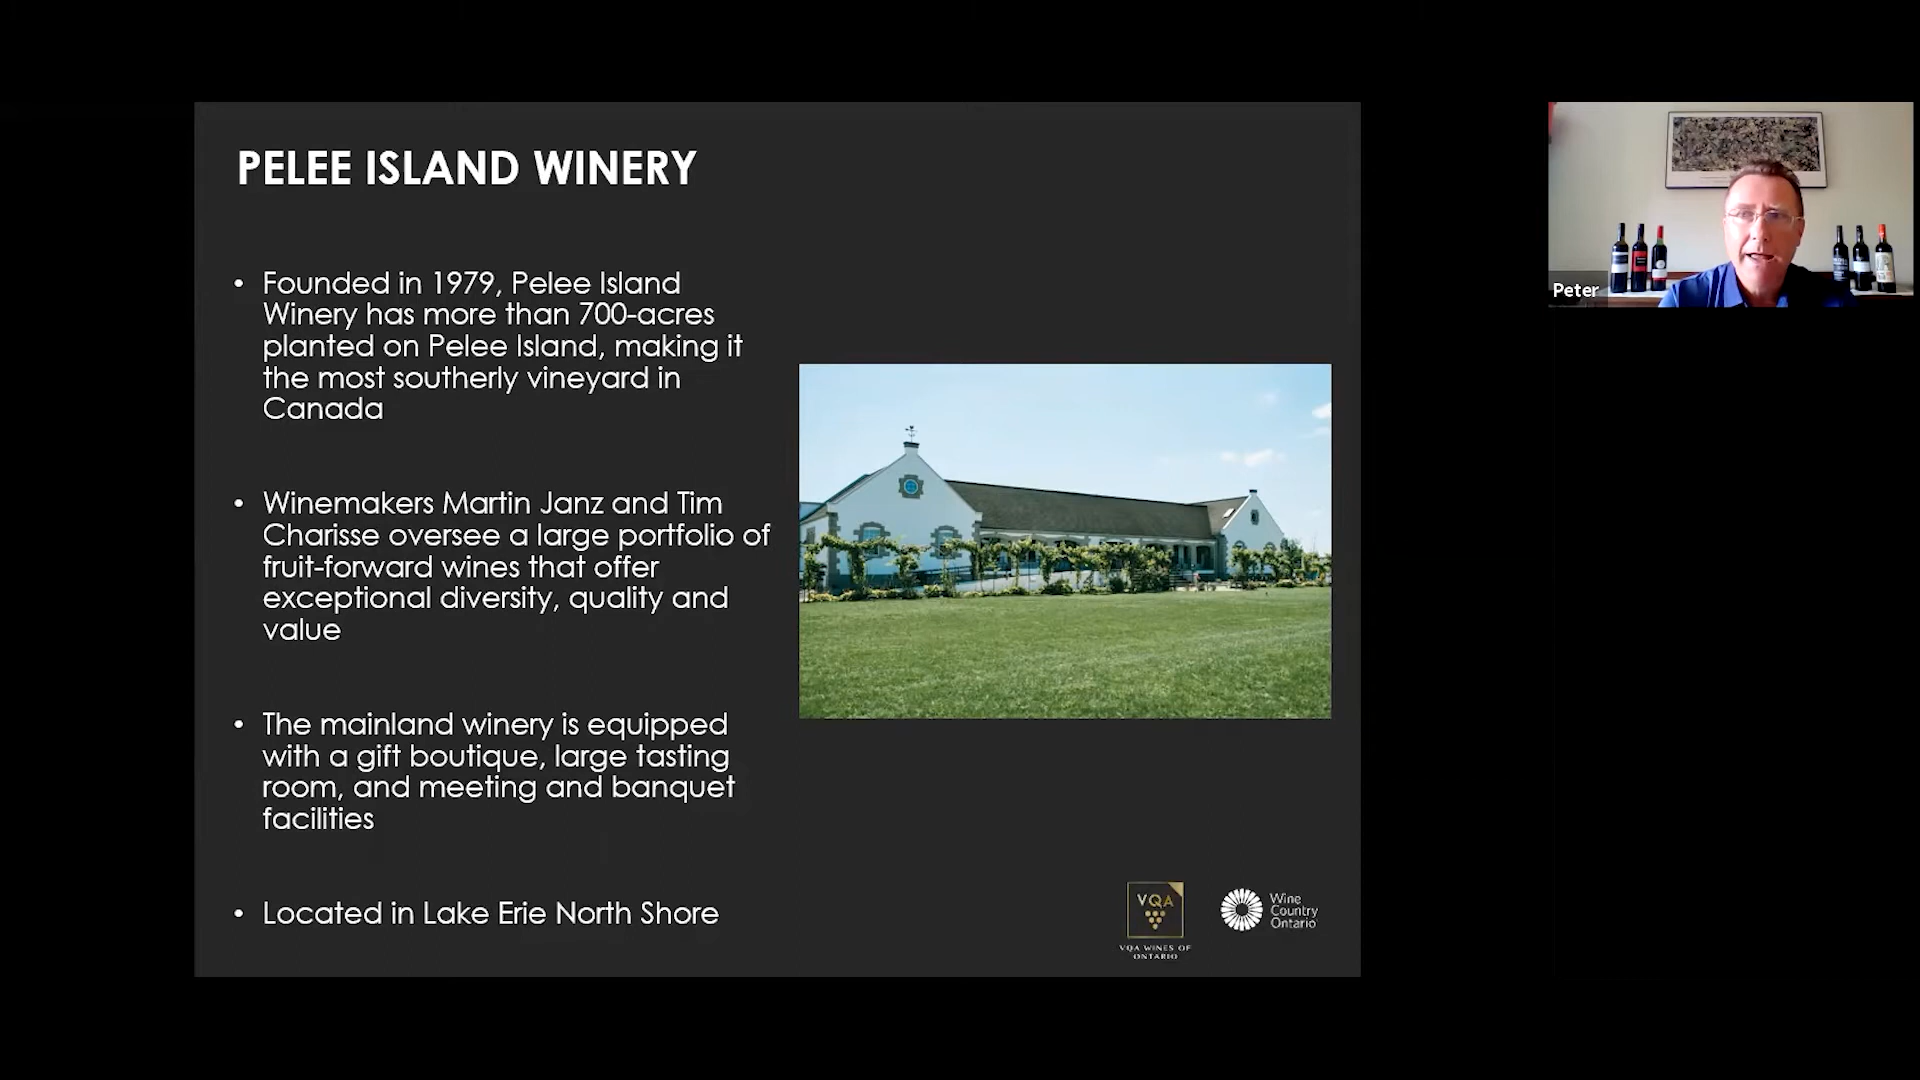 PELEE ISLAND WINERY
• Founded in 1979, Pelee Island
Winery has more than 700-acres
planted on Pelee Island, making it
the most southerly vineyard in
Canada
• Winemakers Martin Janz and Tim
Charisse oversee a large portfolio of
fruit-forward wines that offer
exceptional diversity, quality and
value
• The mainland winery is equipped
with a gift boutique, large tasting
room, and meeting and banquet
facilities
• Located in Lake Erie North Shore
VQA
VQA WINES OF
ONTARIO
Wine
Country
Ontario
Peter